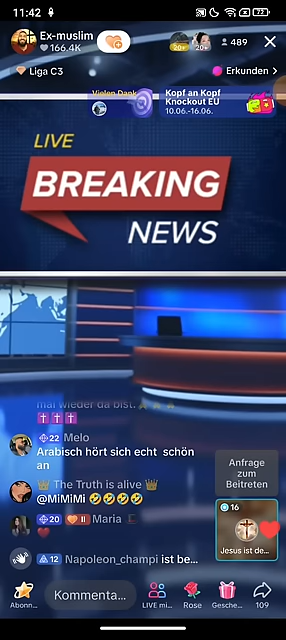 11:42
72
Ex-muslim
166.4K
20+
20+
489
Liga C3
Erkunden
Vielen Dank
Kopf an Kopf
Knockout EU
10.06.-16.06.
LIVE
BREAKING
NEWS
mal wieder da bist.
22 Melo
Arabisch hört sich echt schön
an
👑 The Truth is alive 👑
@MiMiMi 🤣🤣🤣🤣
20 II Maria
❤️
12 Napoleon_champi ist be...
Anfrage
zum
Beitreten
16
Jesus ist de...
Abonn...
Kommenta...
LIVE mi...
Rose
Gesche...
109